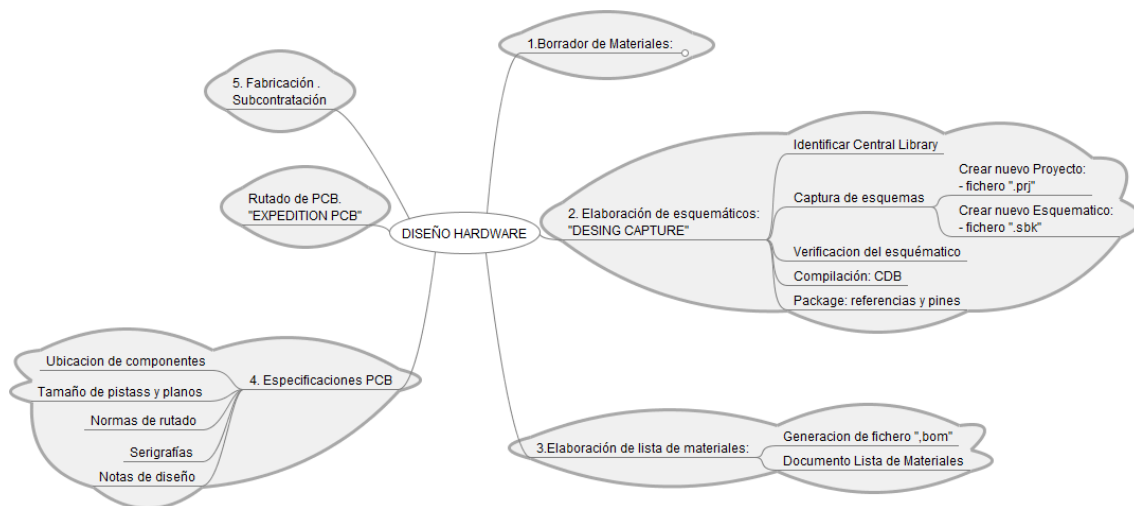 DISEÑO HARDWARE
1.Borrador de Materiales:
2. Elaboración de esquemáticos:
"DESING CAPTURE"
Identificar Central Library
Captura de esquemas
Crear nuevo Proyecto:
- fichero ".prj"
Crear nuevo Esquematico:
- fichero ".sbk"
Verificacion del esquématico
Compilación: CDB
Package: referencias y pines
3.Elaboración de lista de materiales:
Generacion de fichero ",bom"
Documento Lista de Materiales
4. Especificaciones PCB
Ubicacion de componentes
Tamaño de pistass y planos
Normas de rutado
Serigrafías
Notas de diseño
Rutado de PCB.
"EXPEDITION PCB"
5. Fabricación .
Subcontratación